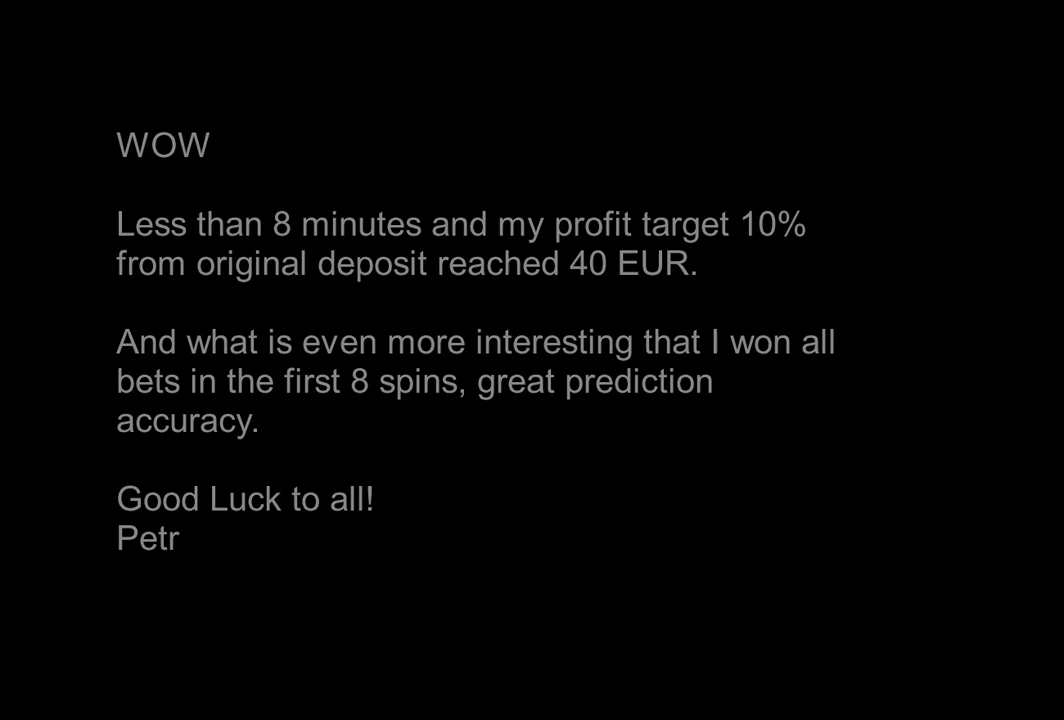 WOW
Less than 8 minutes and my profit target 10%
from original deposit reached 40 EUR.
And what is even more interesting that I won all
bets in the first 8 spins, great prediction
accuracy.
Good Luck to all!
Petr